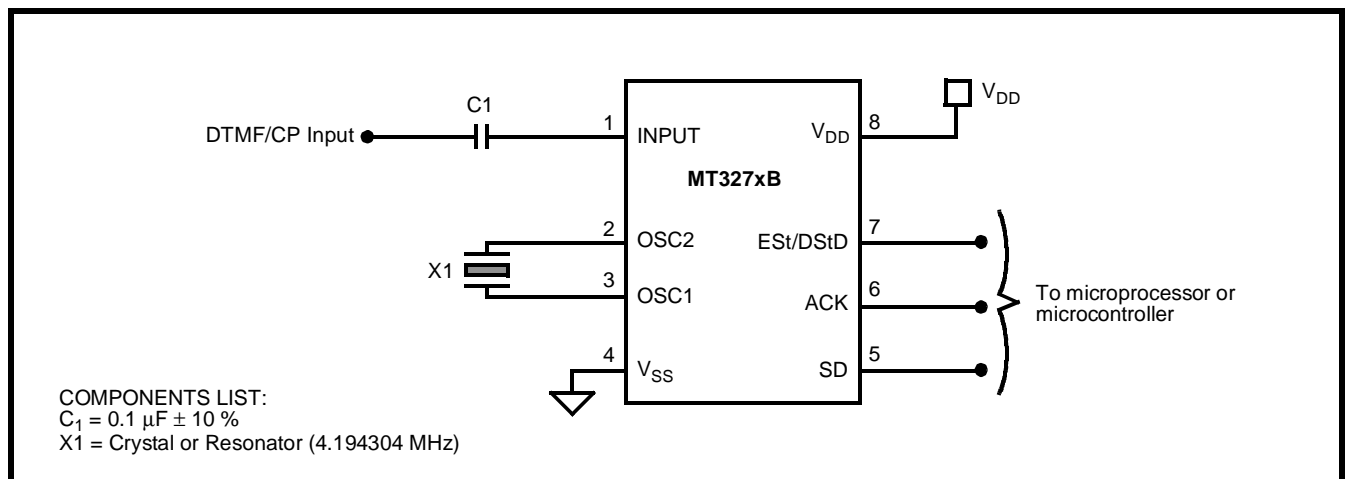 C1
V_DD
DTMF/CP Input
1
INPUT
V_DD
8
MT327xB
2
OSC2
ESt/DStD
7
X1
3
OSC1
ACK
6
To microprocessor or
microcontroller
4
V_SS
SD
5
COMPONENTS LIST:
C_1 = 0.1 µF ± 10 %
X1 = Crystal or Resonator (4.194304 MHz)